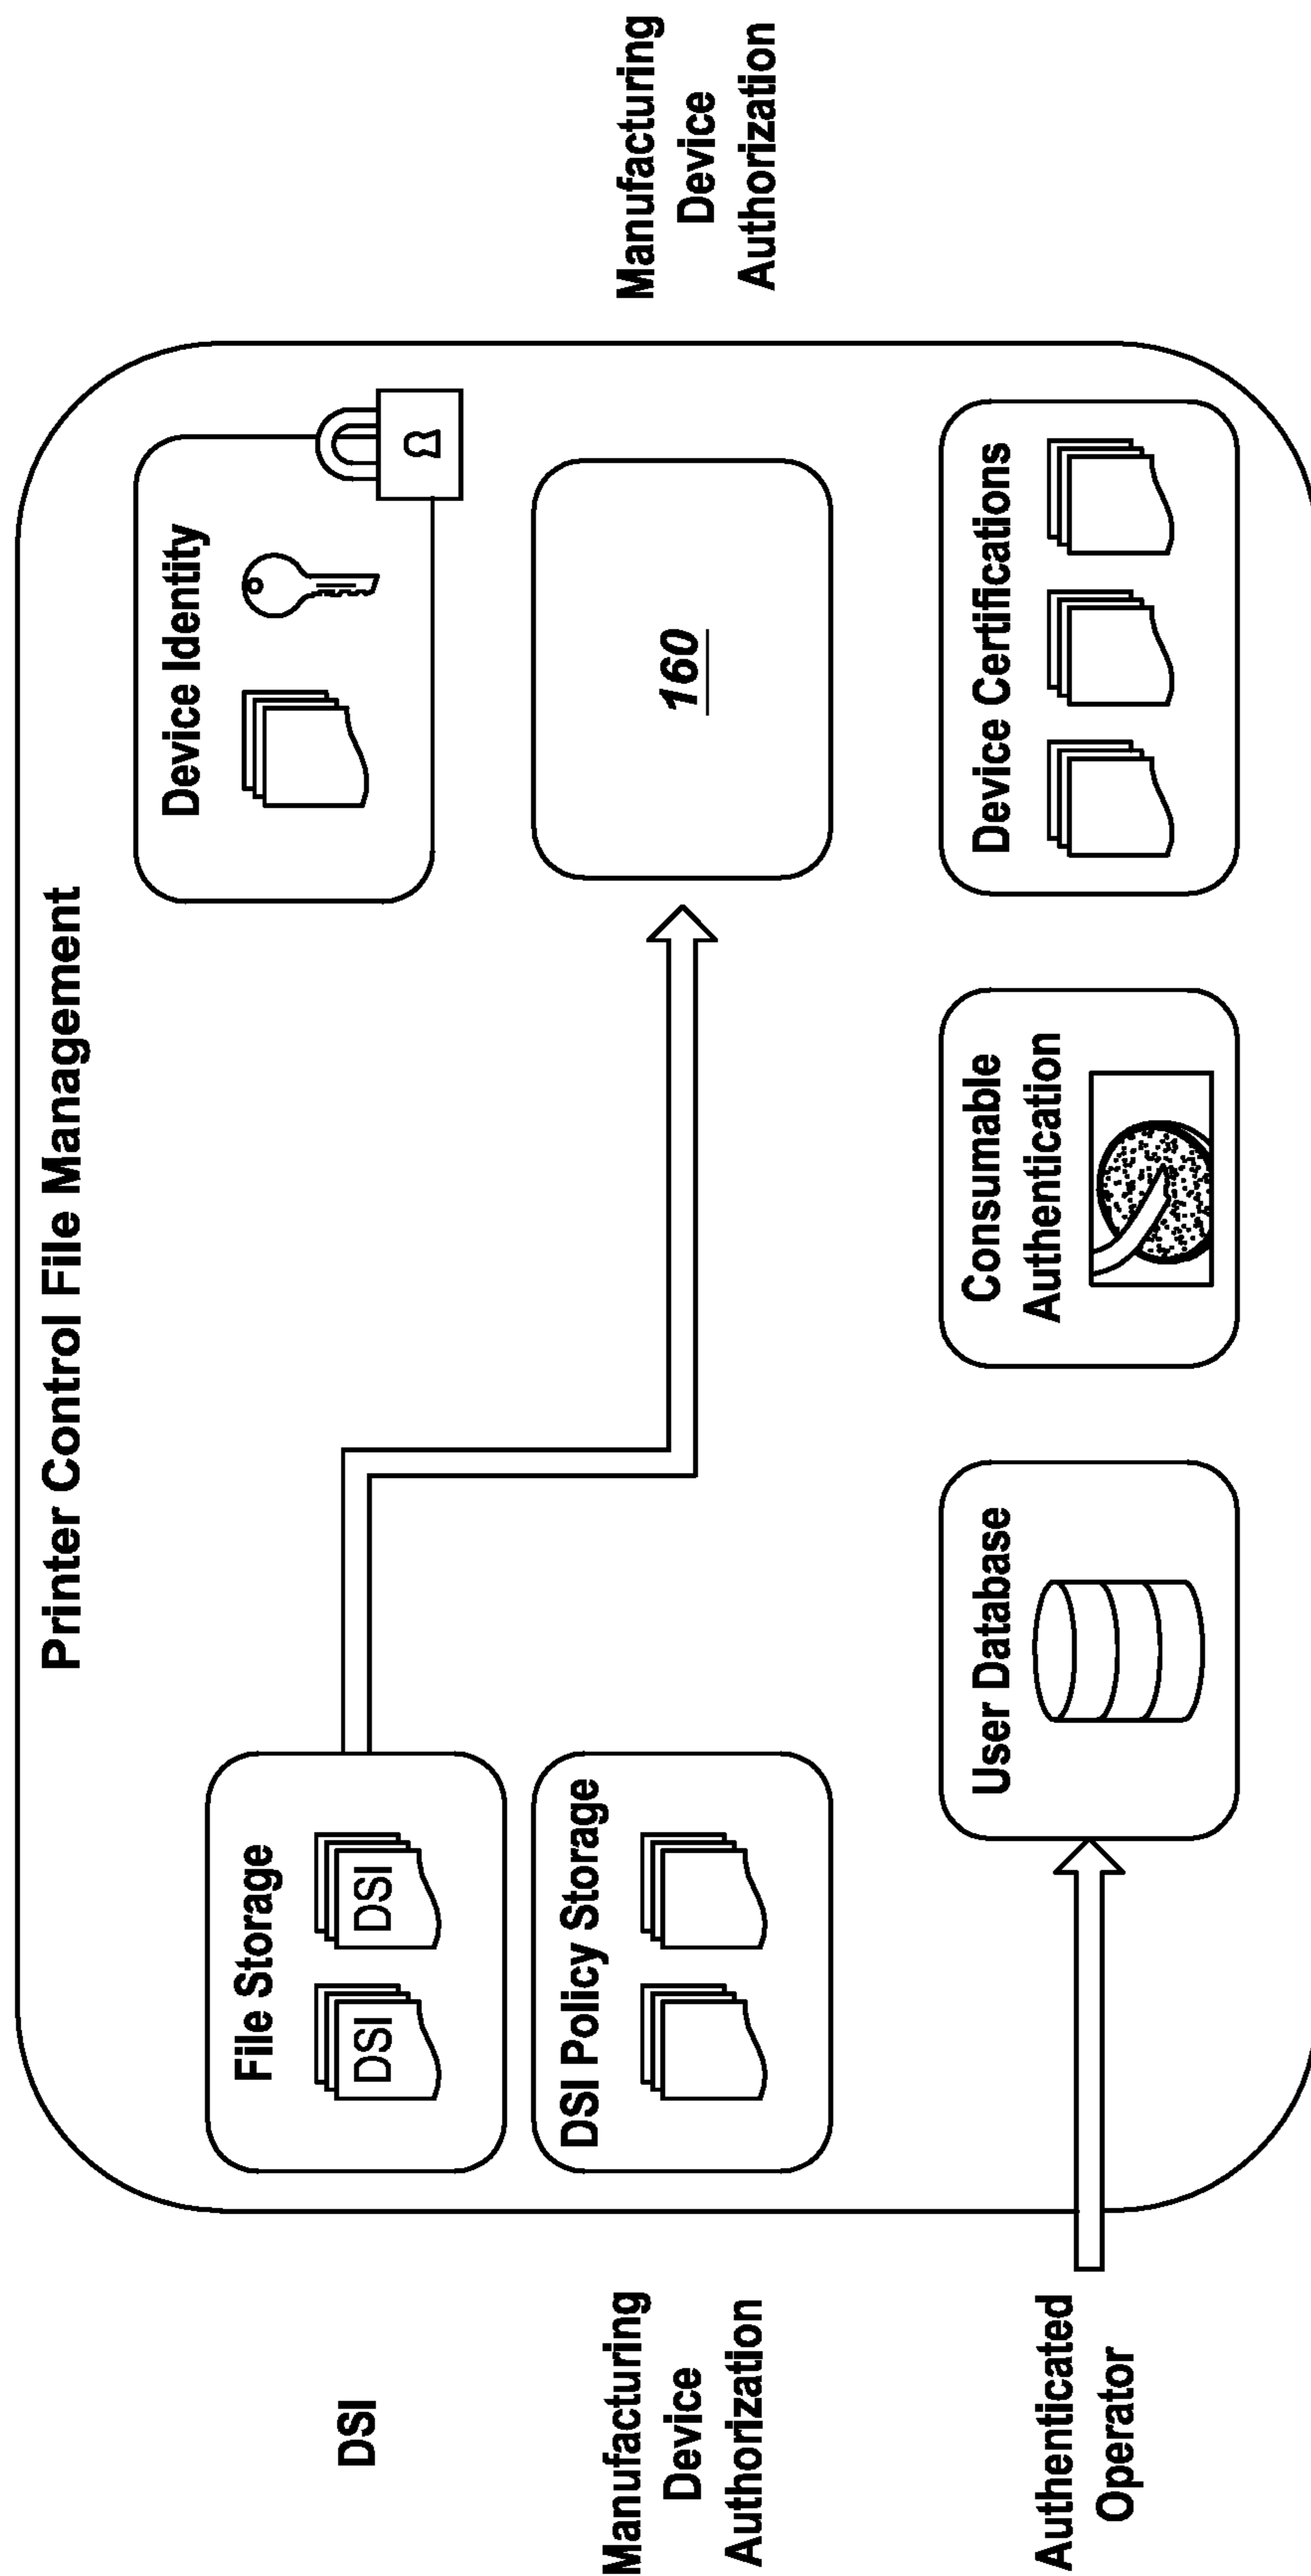 Printer Control File Management
DSI
File Storage
DSI
DSI
Device Identity
Manufacturing
Device
Authorization
DSI Policy Storage
160
Manufacturing
Device
Authorization
Authenticated
Operator
User Database
Consumable
Authentication
Device Certifications